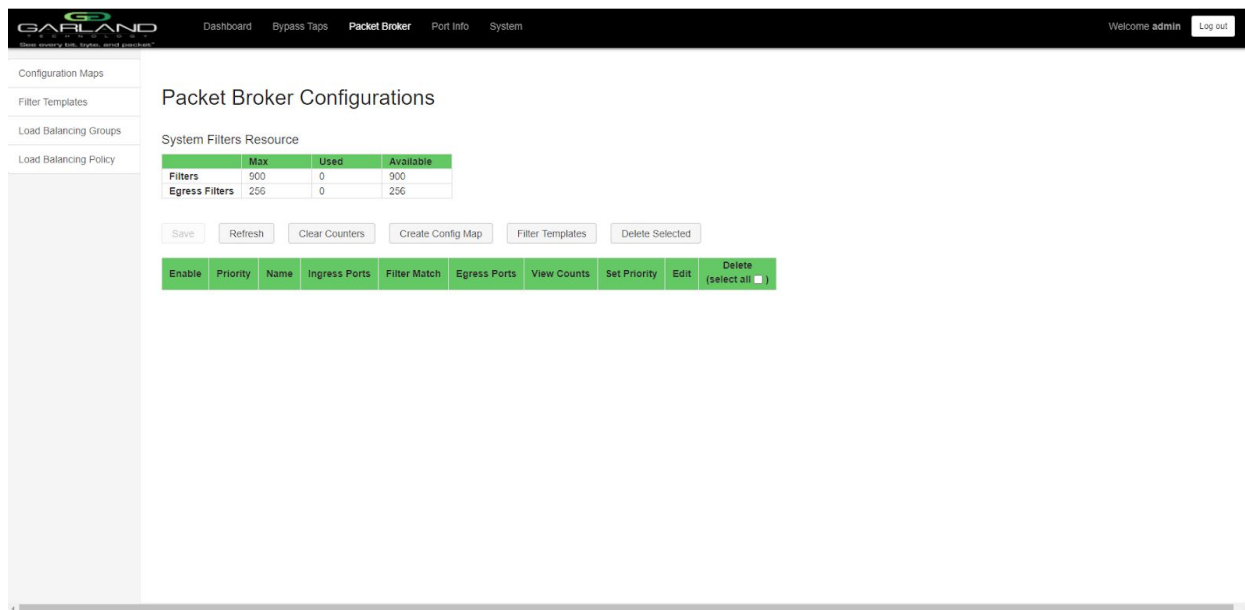 GARLAND
TECHNOLOGY
See every bit, byte, and packet®
Dashboard Bypass Taps Packet Broker Port Info System
Welcome admin Log out
Configuration Maps
Filter Templates
Load Balancing Groups
Load Balancing Policy
Packet Broker Configurations
System Filters Resource
Max Used Available
Filters 900 0 900
Egress Filters 256 0 256
Save Refresh Clear Counters Create Config Map Filter Templates Delete Selected
Enable Priority Name Ingress Ports Filter Match Egress Ports View Counts Set Priority Edit Delete
(select all )